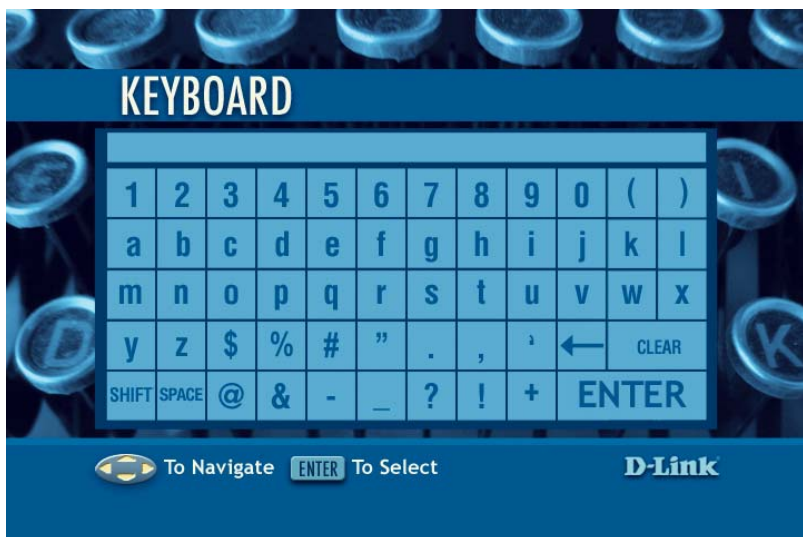 KEYBOARD
1 2 3 4 5 6 7 8 9 0 ( )
a b c d e f g h i j k l
m n o p q r s t u v w x
y z $ % # ” . , ’ ← CLEAR
SHIFT SPACE @ & - _ ? ! + ENTER
D
K
To Navigate ENTER To Select D-Link